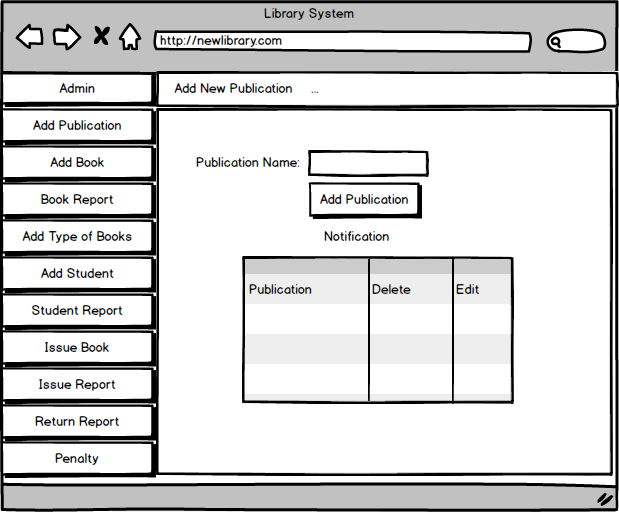 Library System
http://newlibrary.com
Admin
Add New Publication ...
Add Publication
Add Book
Book Report
Add Type of Books
Add Student
Student Report
Issue Book
Issue Report
Return Report
Penalty
Publication Name:
Add Publication
Notification
Publication Delete Edit